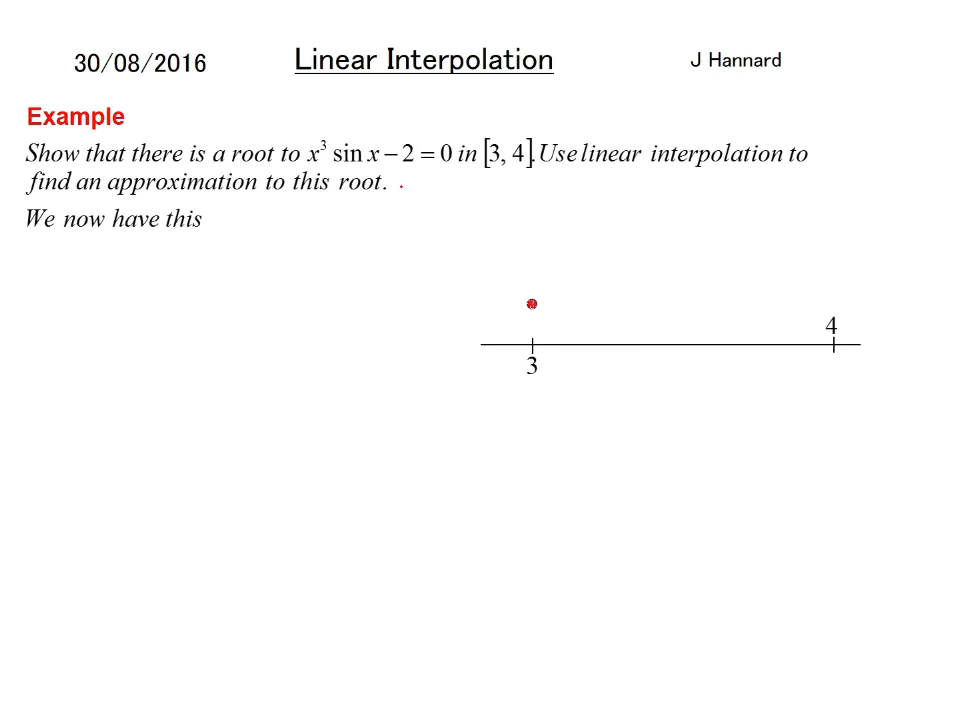 30/08/2016 Linear Interpolation J Hannard
Example
Show that there is a root to x³ sin x − 2 = 0 in [3, 4]. Use linear interpolation to
find an approximation to this root.
We now have this
4
3